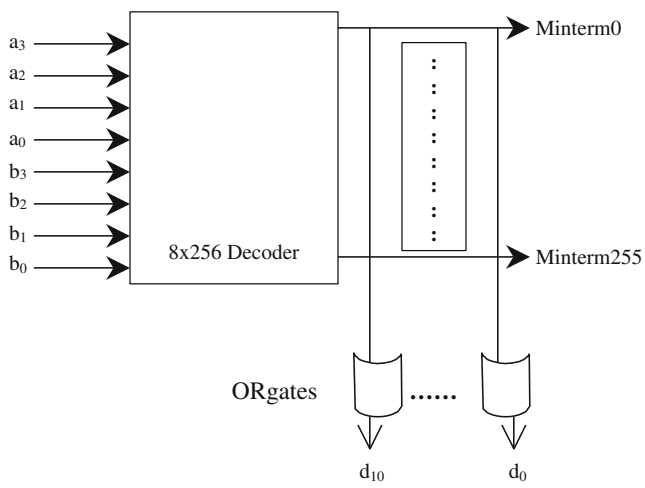 a₃
a₂
a₁
a₀
b₃
b₂
b₁
b₀
8x256 Decoder
Minterm0
Minterm255
ORgates
......
d₁₀
d₀